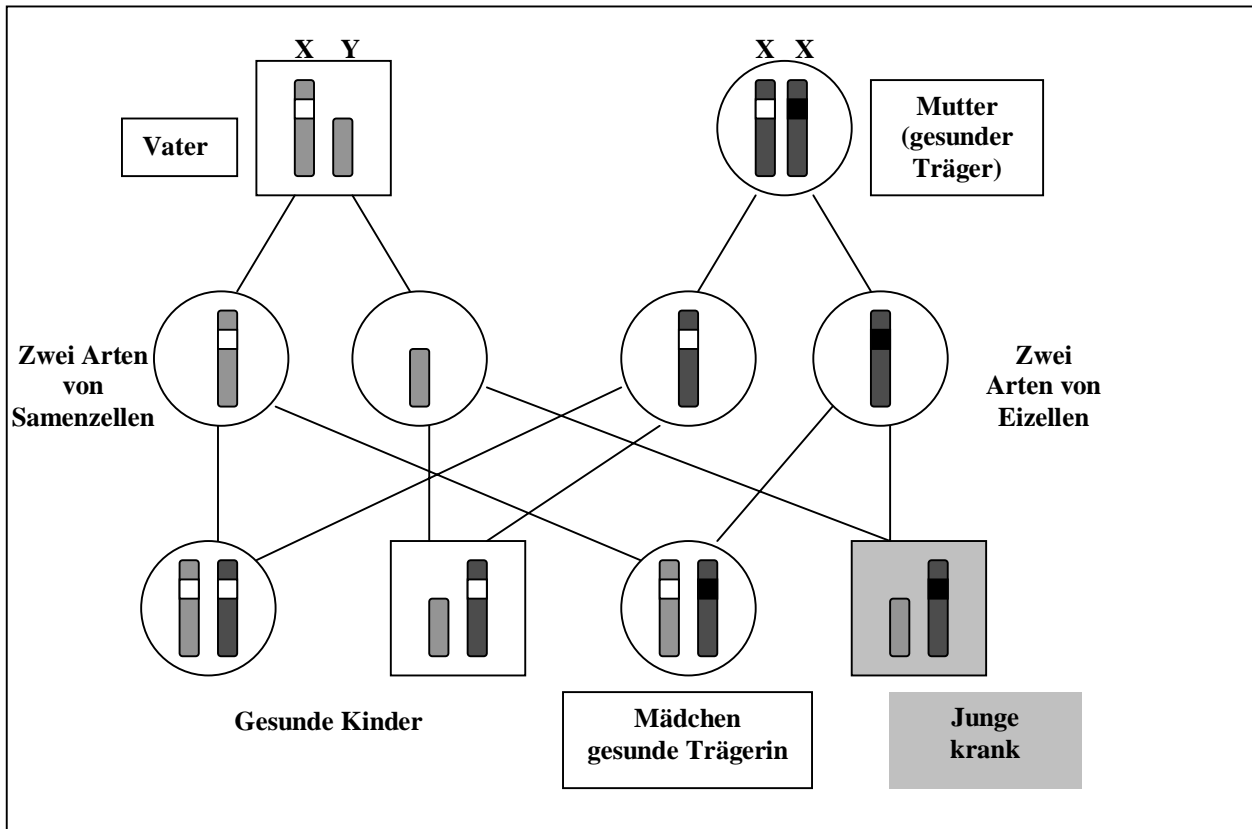 X Y
X X
Vater
Mutter
(gesunder
Träger)
Zwei Arten
von
Samenzellen
Zwei
Arten von
Eizellen
Gesunde Kinder
Mädchen
gesunde Trägerin
Junge
krank